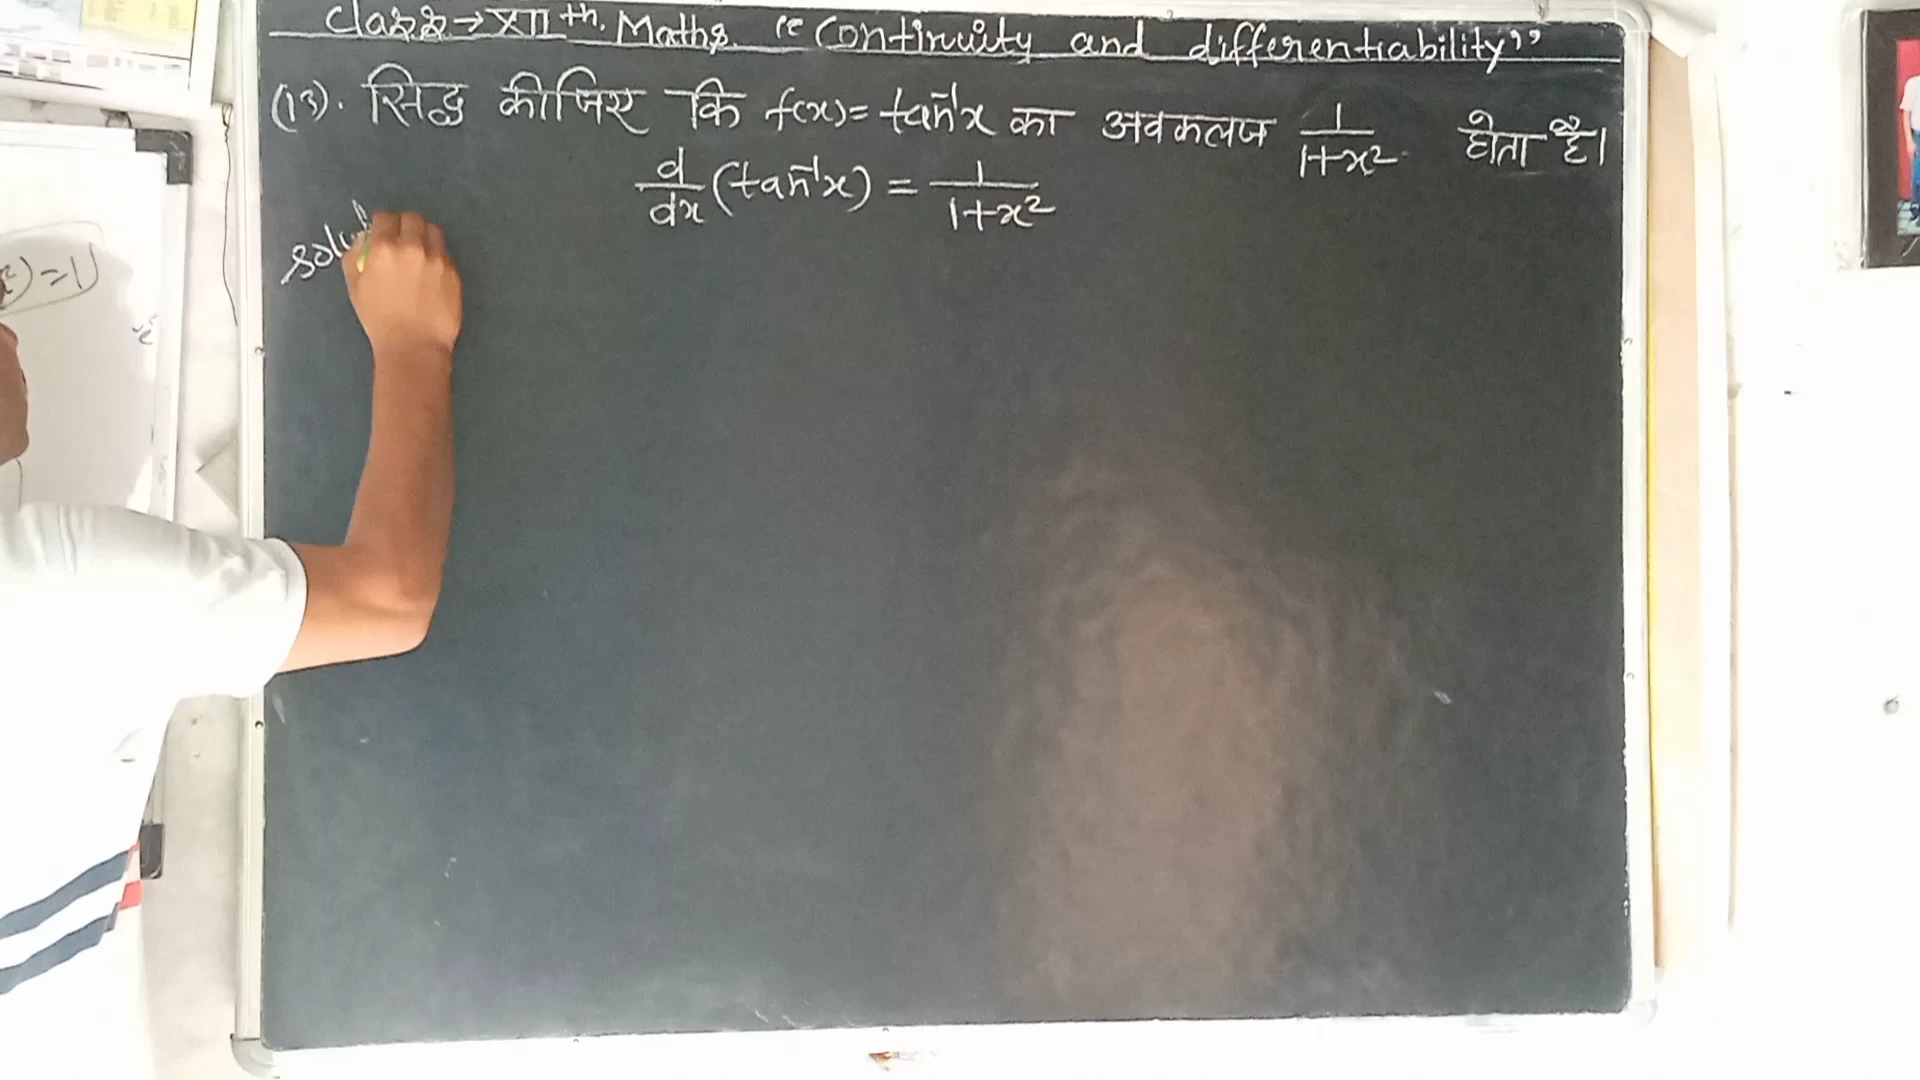 Class → XII th. Maths. "Continuity and differentiability"
(13). सिद्ध कीजिए कि f(x) = tan⁻¹x का अवकलज 1/1+x² होता है।
d/dx (tan⁻¹x) = 1/1+x²
) = 1